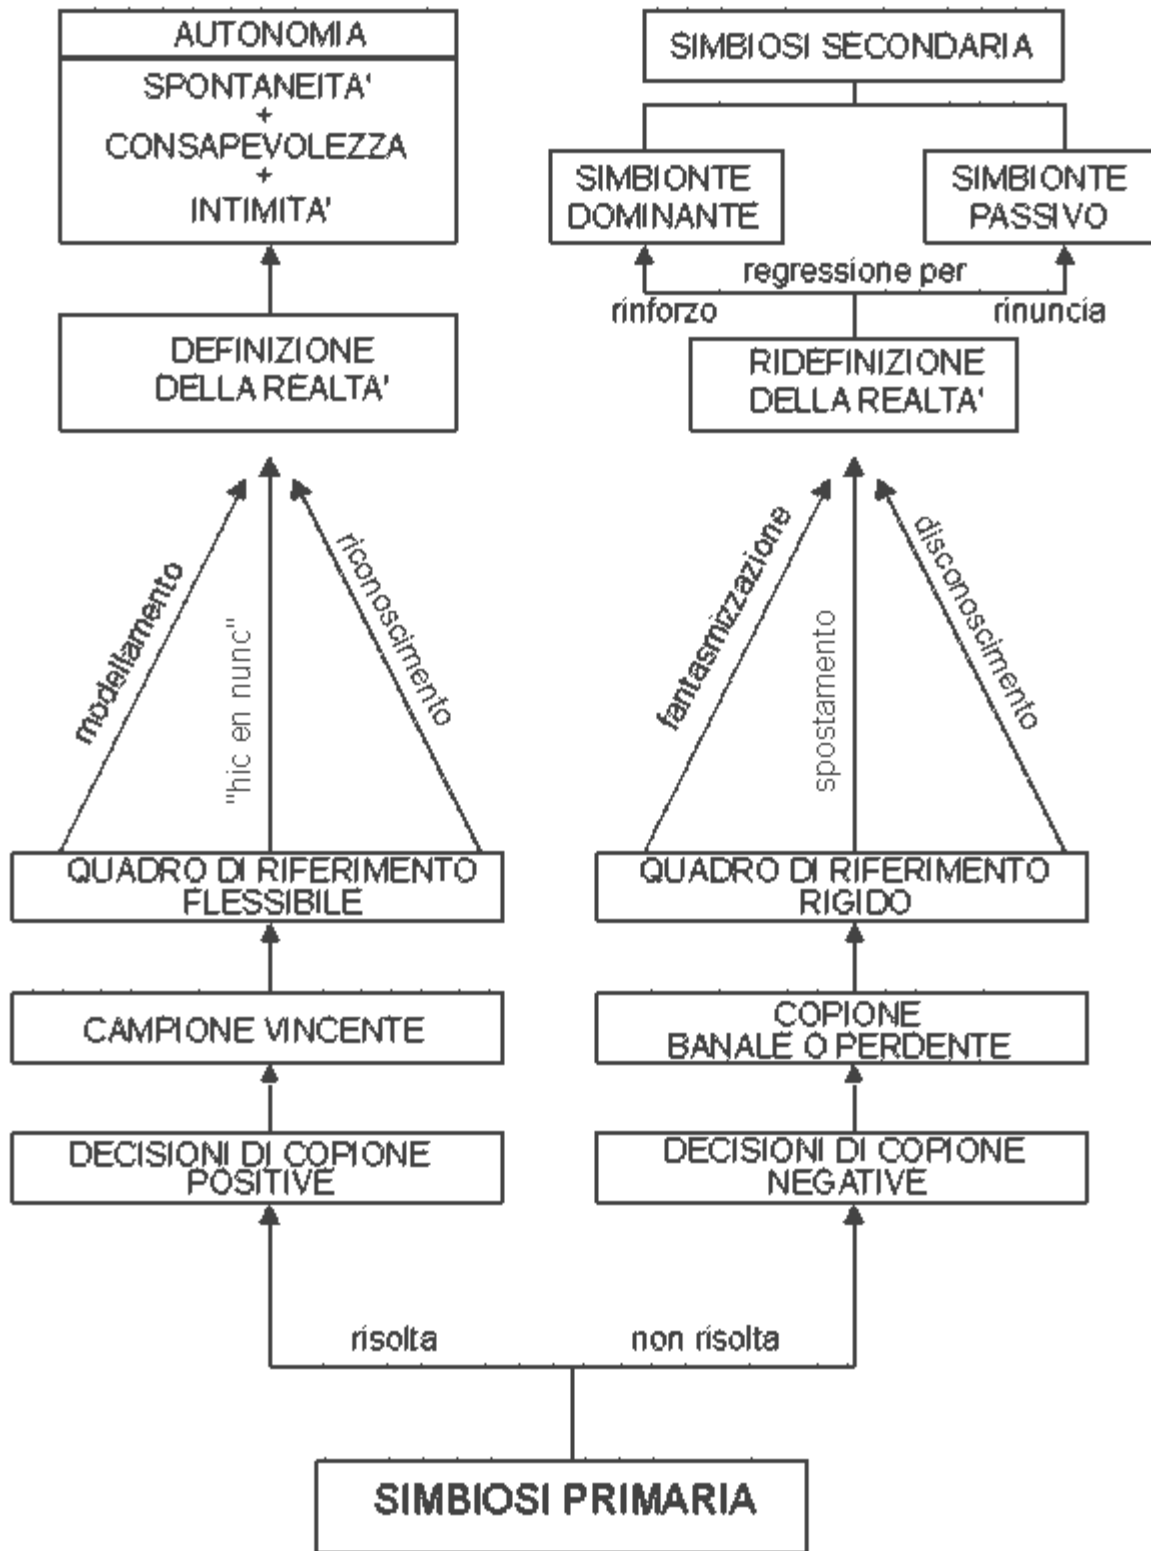 AUTONOMIA
SPONTANEITA'
+
CONSAPEVOLEZZA
+
INTIMITA'
SIMBIOSI SECONDARIA
SIMBIONTE
DOMINANTE
SIMBIONTE
PASSIVO
regressione per
rinforzo
rinuncia
DEFINIZIONE
DELLA REALTA'
RIDEFINIZIONE
DELLA REALTA'
modellamento
"hic en nunc"
riconoscimento
fantasmizzazione
spostamento
disconoscimento
QUADRO DI RIFERIMENTO
FLESSIBILE
QUADRO DI RIFERIMENTO
RIGIDO
CAMPIONE VINCENTE
COPIONE
BANALE O PERDENTE
DECISIONI DI COPIONE
POSITIVE
DECISIONI DI COPIONE
NEGATIVE
risolta
non risolta
SIMBIOSI PRIMARIA